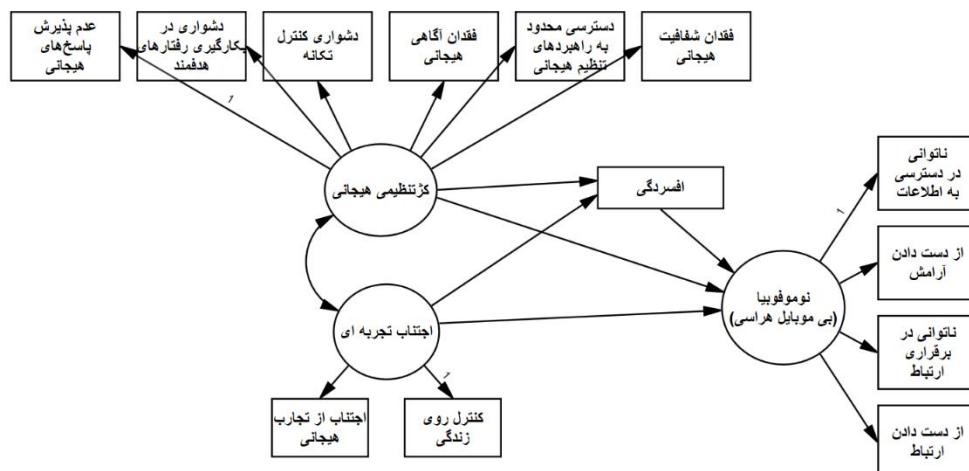 فقدان شفافیت
هیجانی
دسترسی محدود
به راهبردهای
تنظیم هیجانی
فقدان آگاهی
هیجانی
دشواری کنترل
تکانه
دشواری در
بکارگیری رفتارهای
هدفمند
عدم پذیرش
پاسخ‌های
هیجانی
1
کژتنظیمی هیجانی
افسردگی
ناتوانی
در دسترسی
به اطلاعات
1
از دست دادن
آرامش
نوموفوبیا
(بی موبایل هراسی)
ناتوانی در
برقراری
ارتباط
از دست دادن
ارتباط
اجتناب تجربه ای
1
کنترل روی
زندگی
اجتناب از تجارب
هیجانی